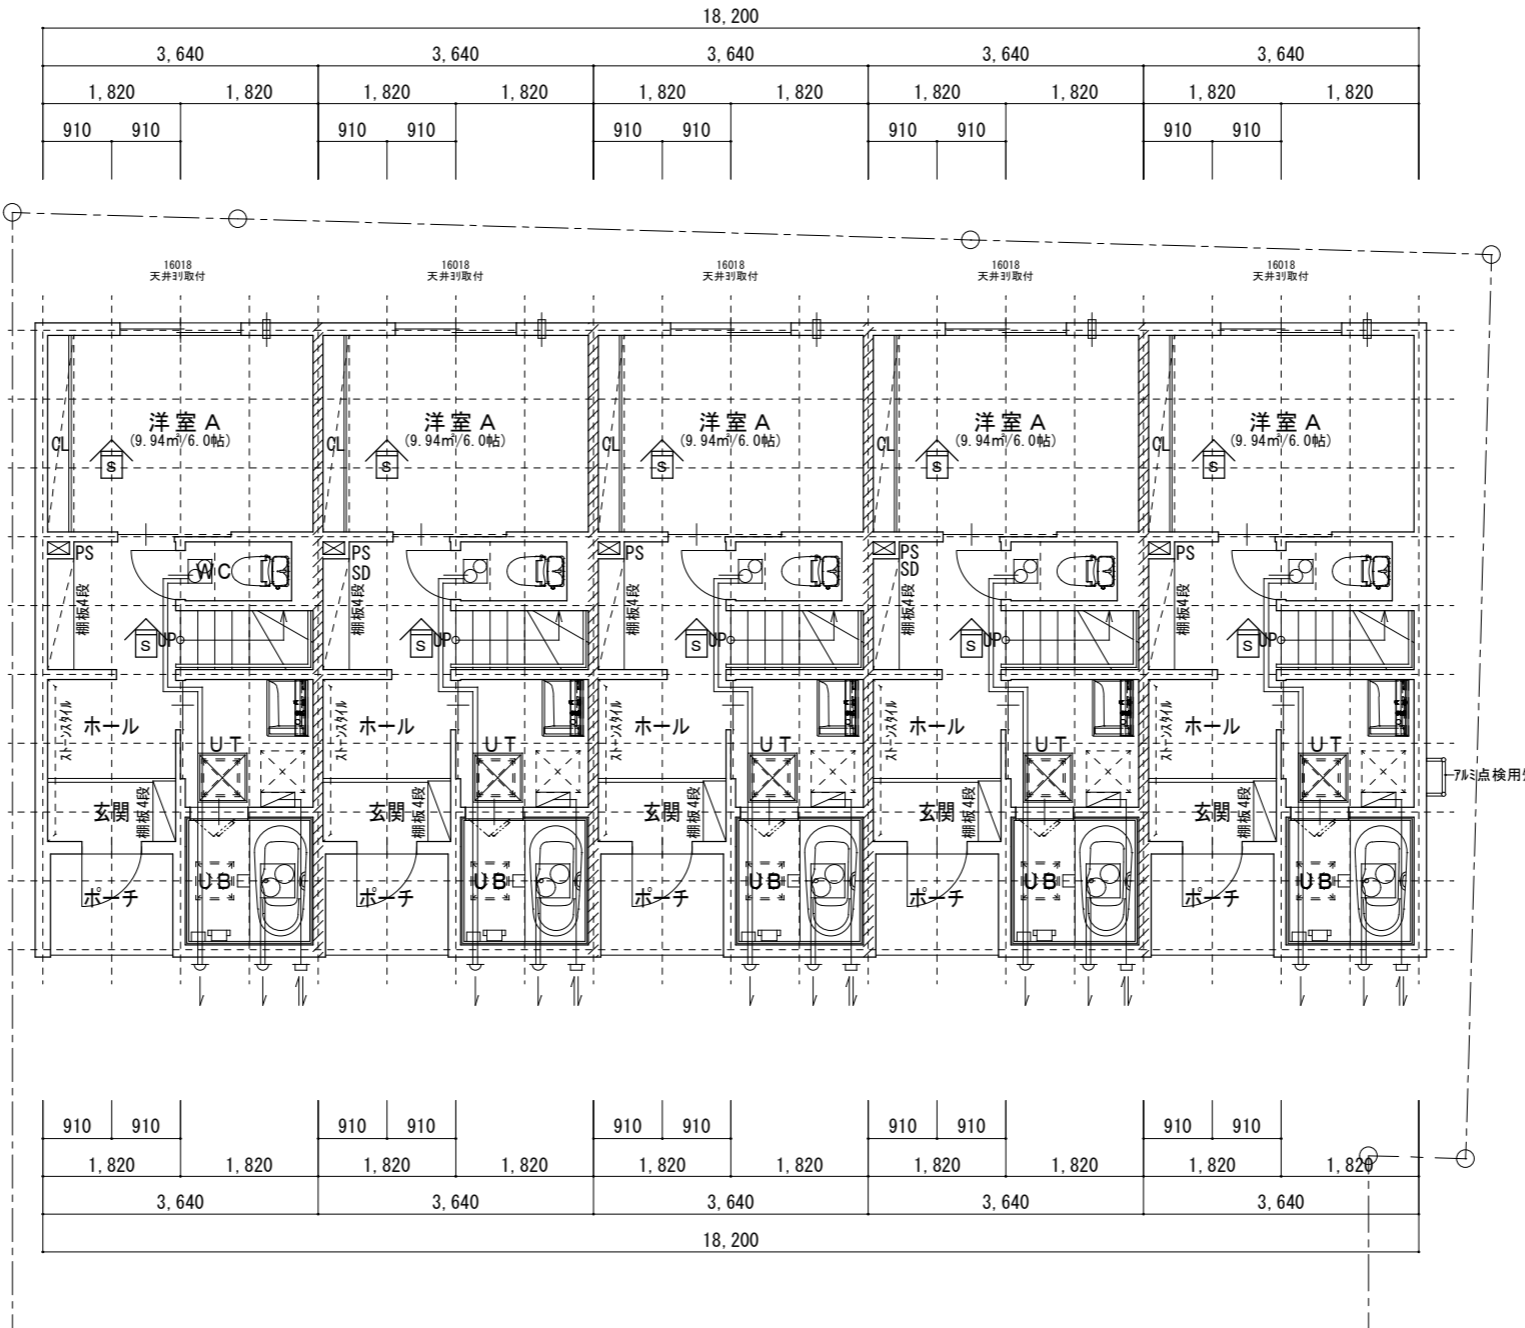 18,200
3,640 3,640 3,640 3,640 3,640
1,820 1,820 1,820 1,820 1,820 1,820 1,820 1,820 1,820 1,820
910 910 910 910 910 910 910 910 910 910
16018 16018 16018 16018 16018
天井ヨリ取付 天井ヨリ取付 天井ヨリ取付 天井ヨリ取付 天井ヨリ取付
洋室A 洋室A 洋室A 洋室A 洋室A
(9.94㎡/6.0帖) (9.94㎡/6.0帖) (9.94㎡/6.0帖) (9.94㎡/6.0帖) (9.94㎡/6.0帖)
CL CL CL CL CL
S S S S S
PS PS PS PS PS
WC SD SD
棚板4段 棚板4段 棚板4段 棚板4段 棚板4段
S UP S UP S UP S UP S UP
ストーンスタイル ストーンスタイル ストーンスタイル ストーンスタイル ストーンスタイル
ホール ホール ホール ホール ホール
UT UT UT UT UT
アルミ点検用
玄関 棚板4段 玄関 棚板4段 玄関 棚板4段 玄関 棚板4段 玄関 棚板4段
UB UB UB UB UB
ポーチ ポーチ ポーチ ポーチ ポーチ
910 910 910 910 910 910 910 910 910 910
1,820 1,820 1,820 1,820 1,820 1,820 1,820 1,820 1,820 1,820
3,640 3,640 3,640 3,640 3,640
18,200